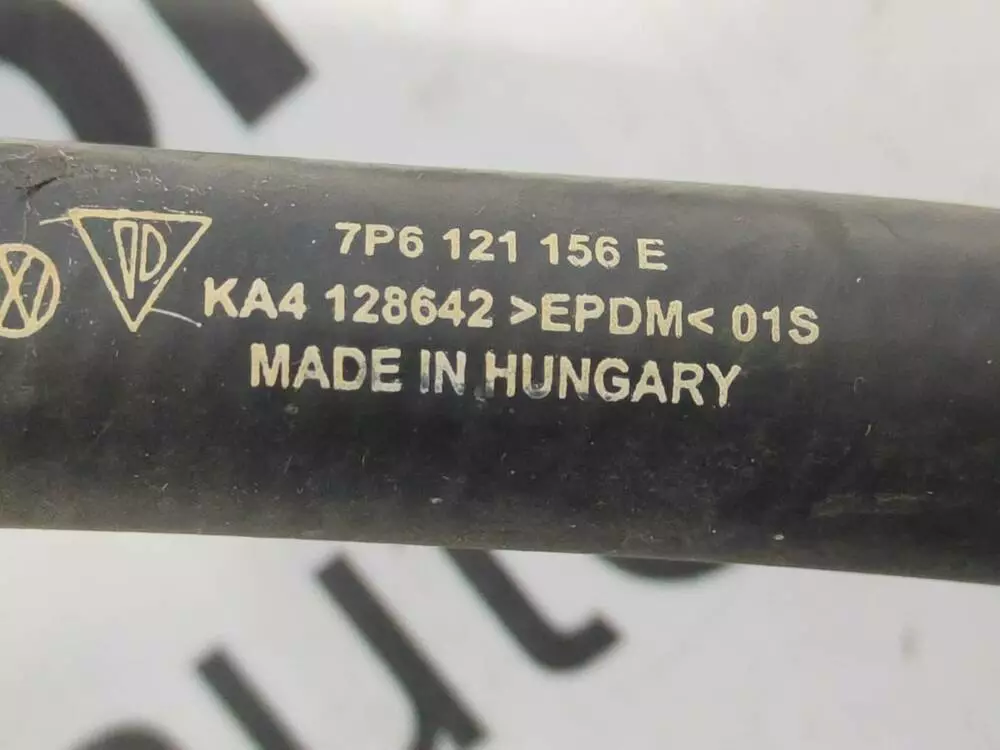 7P6 121 156 E
KA4 128642 >EPDM< 01S
MADE IN HUNGARY